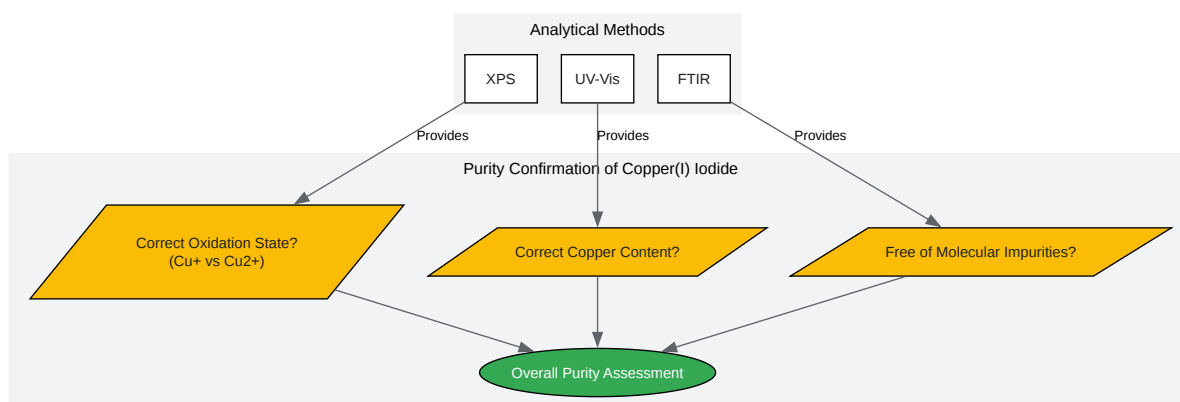 Analytical Methods
XPS
UV-Vis
FTIR
Provides
Provides
Provides
Purity Confirmation of Copper(I) Iodide
Correct Oxidation State?
(Cu+ vs Cu2+)
Correct Copper Content?
Free of Molecular Impurities?
Overall Purity Assessment